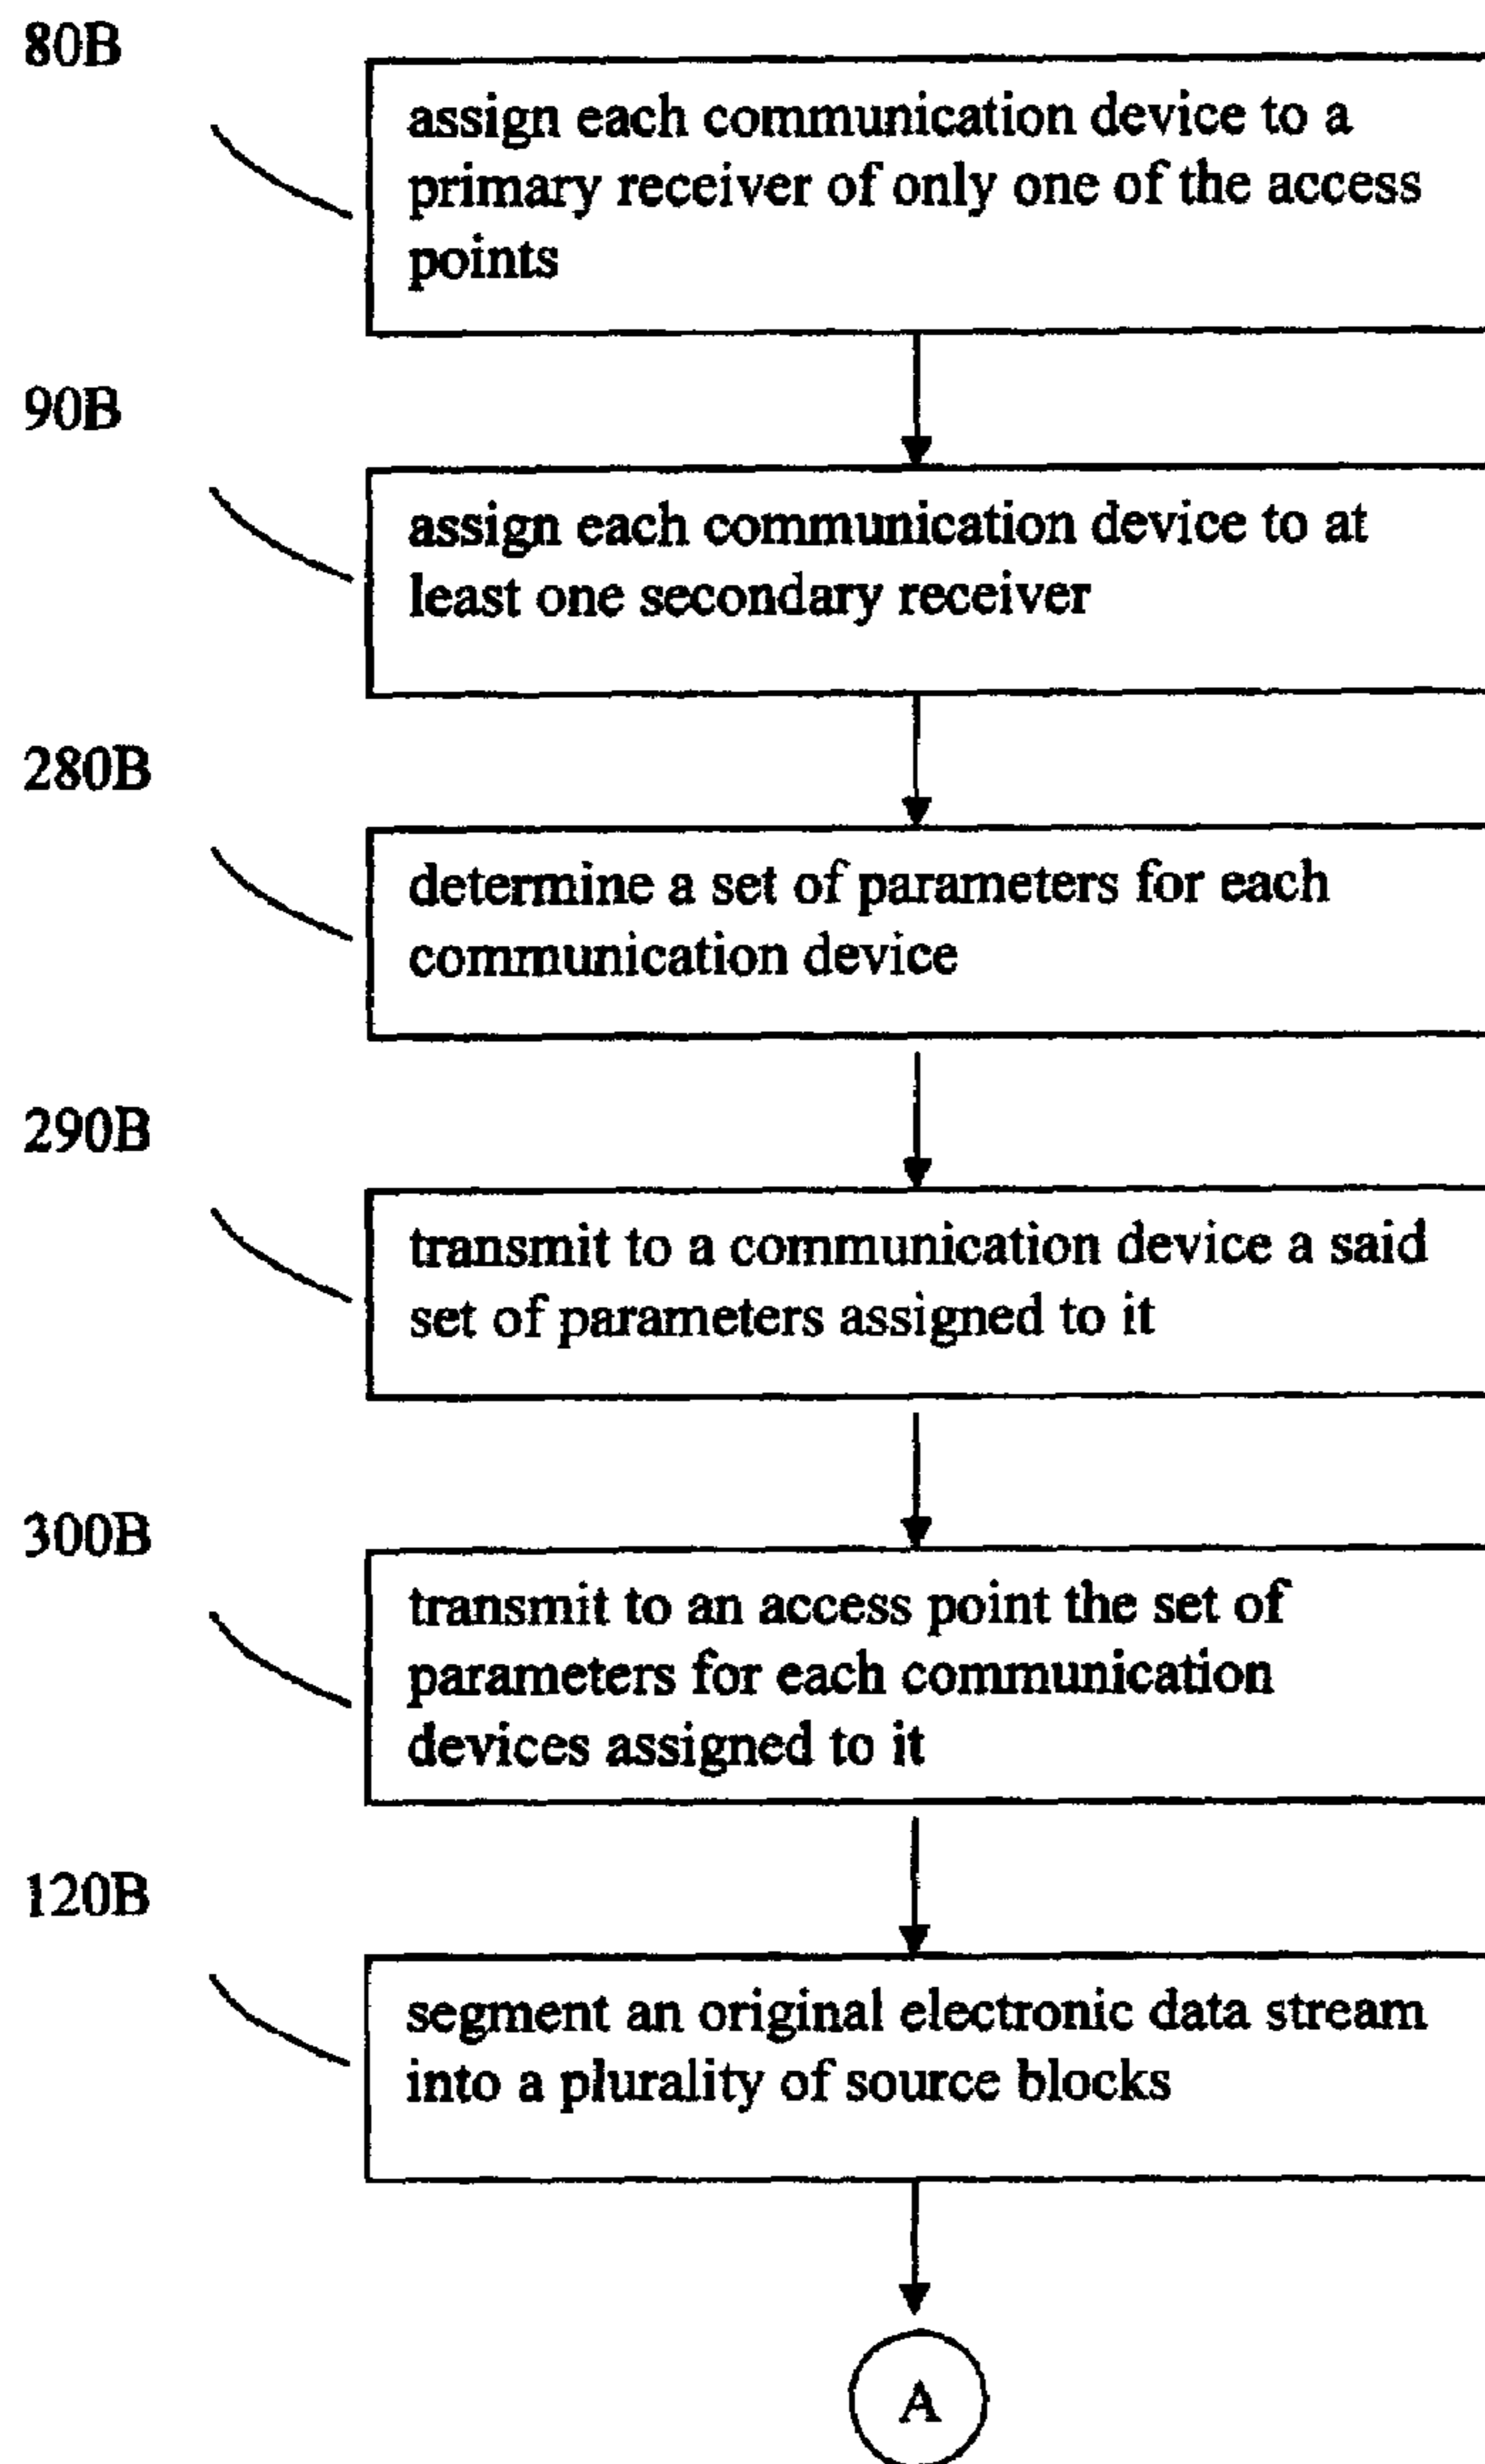 80B
assign each communication device to a
primary receiver of only one of the access
points
90B
assign each communication device to at
least one secondary receiver
280B
determine a set of parameters for each
communication device
290B
transmit to a communication device a said
set of parameters assigned to it
300B
transmit to an access point the set of
parameters for each communication
devices assigned to it
120B
segment an original electronic data stream
into a plurality of source blocks
A